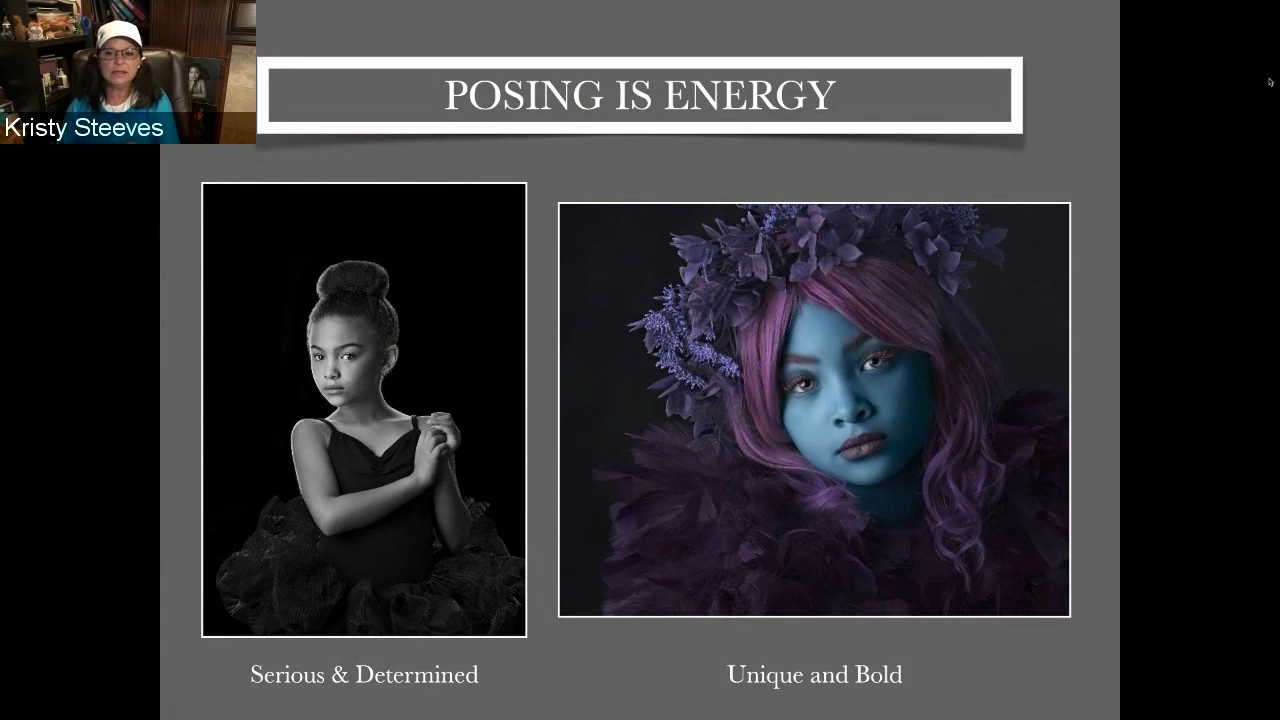 Kristy Steeves
POSING IS ENERGY
Serious & Determined
Unique and Bold